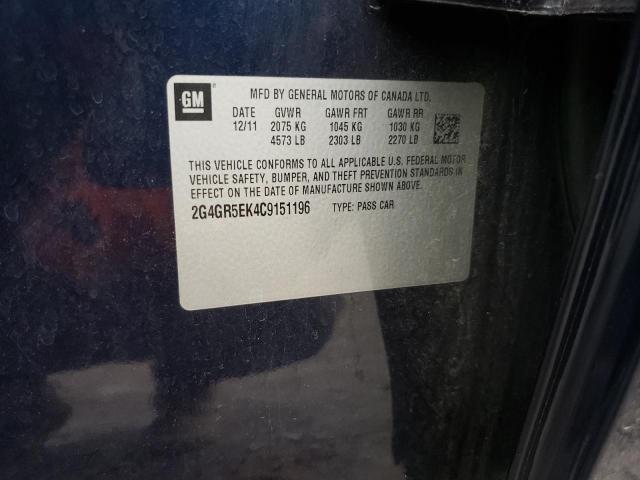 GM
MFD BY GENERAL MOTORS OF CANADA LTD.
DATE GVWR GAWR FRT GAWR RR
12/11 2075 KG 1045 KG 1030 KG
4573 LB 2303 LB 2270 LB
THIS VEHICLE CONFORMS TO ALL APPLICABLE U.S. FEDERAL MOTOR
VEHICLE SAFETY, BUMPER, AND THEFT PREVENTION STANDARDS IN
EFFECT ON THE DATE OF MANUFACTURE SHOWN ABOVE.
2G4GR5EK4C9151196 TYPE: PASS CAR